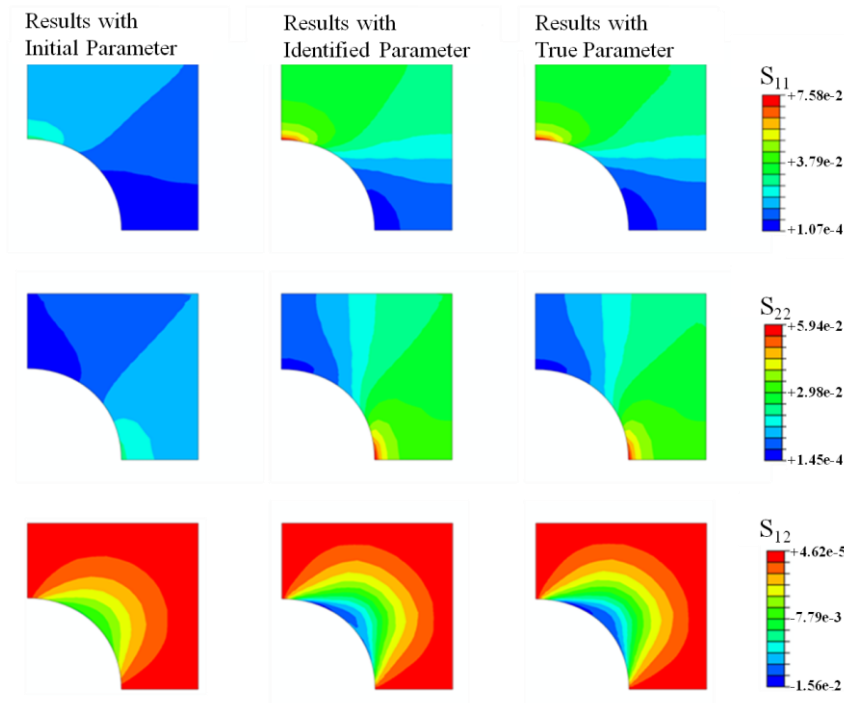 Results with
Initial Parameter
Results with
Identified Parameter
Results with
True Parameter
S11
+7.58e-2
+3.79e-2
+1.07e-4
S22
+5.94e-2
+2.98e-2
+1.45e-4
S12
+4.62e-5
-7.79e-3
-1.56e-2